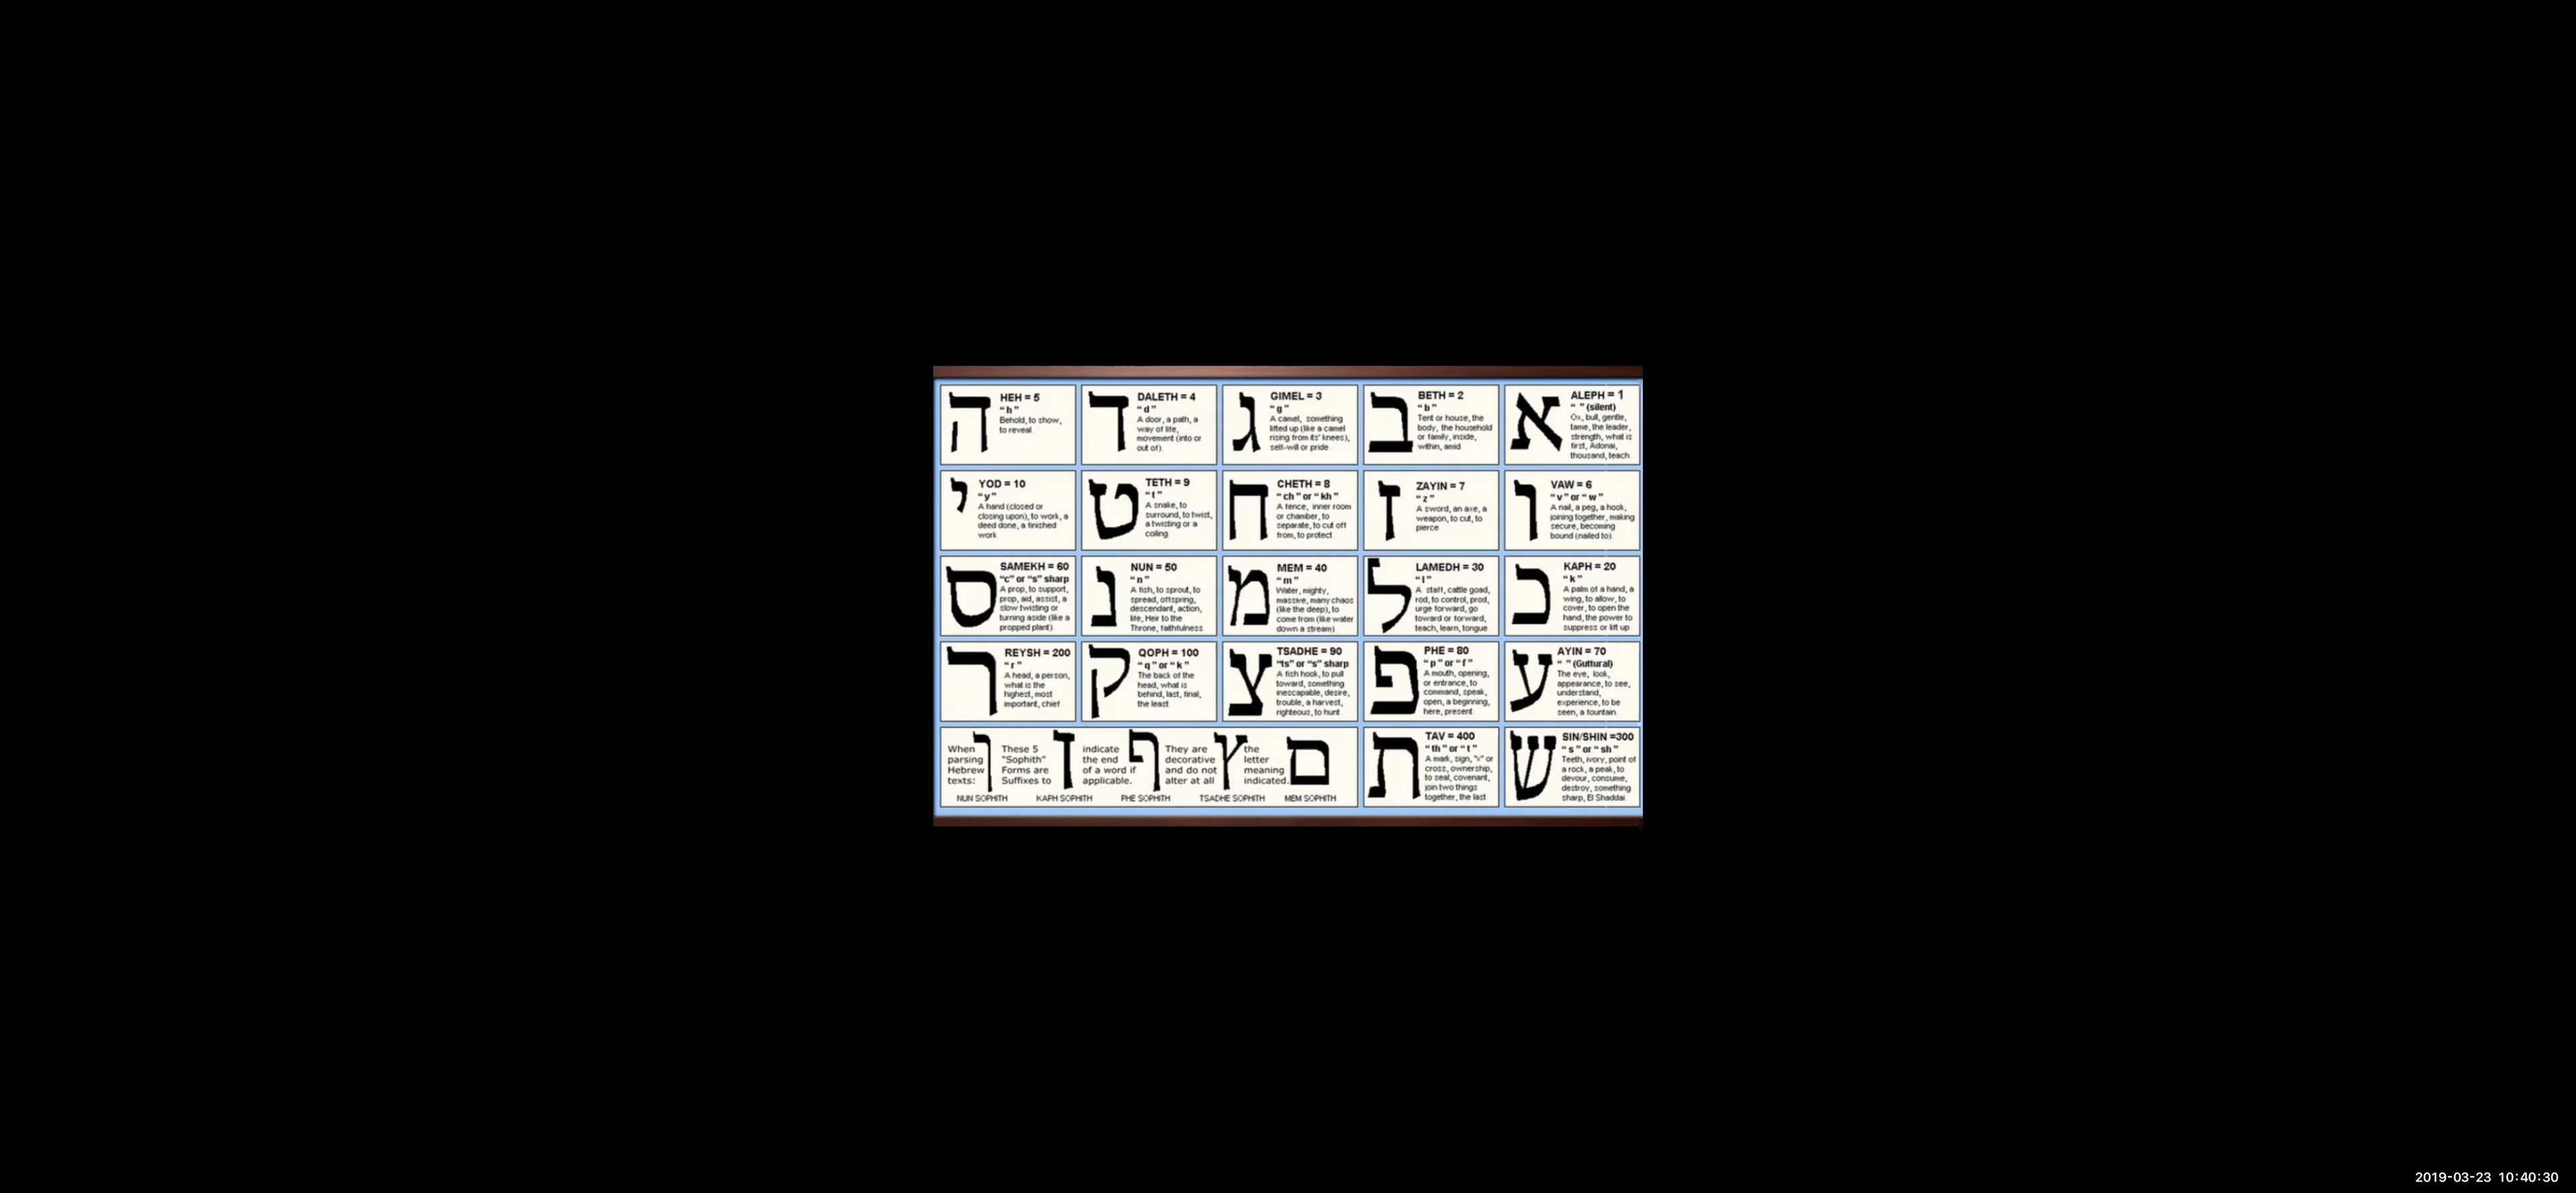 א
ALEPH = 1
“ ” (silent)
Ox, bull, gentle,
tame, the leader,
strength, what is
first, Adonai,
thousand, teach.
ב
BETH = 2
“b”
Tent or house, the
body, the household
or family, inside,
within, amid.
ג
GIMEL = 3
“g”
A camel, something
lifted up (like a camel
rising from its' knees),
self-will or pride
ד
DALETH = 4
“d”
A door, a path, a
way of life,
movement (into or
out of).
ה
HEH = 5
“h”
Behold, to show,
to reveal.
ו
VAW = 6
“v” or “w”
A nail, a peg, a hook,
joining together, making
secure, becoming
bound (nailed to).
ז
ZAYIN = 7
“z”
A sword, an axe, a
weapon, to cut, to
pierce
ח
CHETH = 8
“ch” or “kh”
A fence, inner room
or chamber, to
separate, to cut off
from, to protect
ט
TETH = 9
“t”
A snake, to
surround, to twist,
a twisting or a
coiling.
י
YOD = 10
“y”
A hand (closed or
closing upon), to work, a
deed done, a finished
work.
כ
KAPH = 20
“k”
A palm of a hand, a
wing, to allow, to
cover, to open the
hand, the power to
suppress or lift up.
ל
LAMEDH = 30
“l”
A staff, cattle goad,
rod, to control, prod,
urge forward, go
toward or forward,
teach, learn, tongue
מ
MEM = 40
“m”
Water, mighty,
massive, many chaos
(like the deep), to
come from (like water
down a stream)
נ
NUN = 50
“n”
A fish, to sprout, to
spread, offspring,
descendant, action,
life, Heir to the
Throne, faithfulness
ס
SAMEKH = 60
“c” or “s” sharp
A prop, to support,
prop, aid, assist, a
slow twisting or
turning aside (like a
propped plant)
ע
AYIN = 70
“ ” (Guttural)
The eye, look,
appearance, to see,
understand,
experience, to be
seen, a fountain.
פ
PHE = 80
“p” or “f”
A mouth, opening,
or entrance, to
command, speak,
open, a beginning,
here, present.
צ
TSADHE = 90
“ts” or “s” sharp
A fish hook, to pull
toward, something
inescapable, desire,
trouble, a harvest,
righteous, to hunt
ק
QOPH = 100
“q” or “k”
The back of the
head, what is
behind, last, final,
the least
ר
REYSH = 200
“r”
A head, a person,
what is the
highest, most
important, chief
ש
SIN/SHIN =300
“s” or “sh”
Teeth, ivory, point of
a rock, a peak, to
devour, consume,
destroy, something
sharp, El Shaddai.
ת
TAV = 400
“th” or “t”
A mark, sign, "x" or
cross, ownership,
to seal, covenant,
join two things
together, the last
When
parsing
Hebrew
texts:
ן
These 5
"Sophith"
Forms are
Suffixes to
ך
indicate
the end
of a word if
applicable.
ף
They are
decorative
and do not
alter at all
ץ
the
letter
meaning
indicated.
ם
NUN SOPHITH KAPH SOPHITH PHE SOPHITH TSADHE SOPHITH MEM SOPHITH
2019-03-23 10:40:30